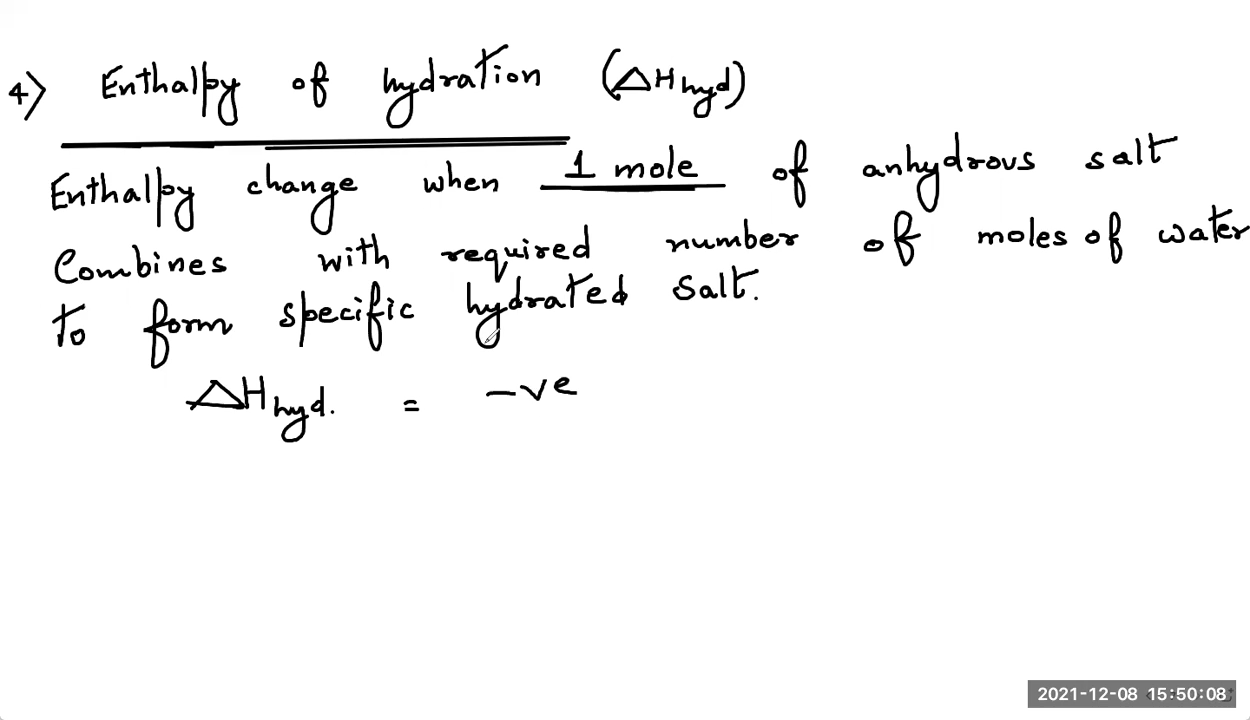 4) Enthalpy of hydration (ΔHhyd)
Enthalpy change when 1 mole of anhydrous salt
Combines with required number of moles of water
to form specific hydrated salt.
ΔHhyd. = -ve
2021-12-08 15:50:08